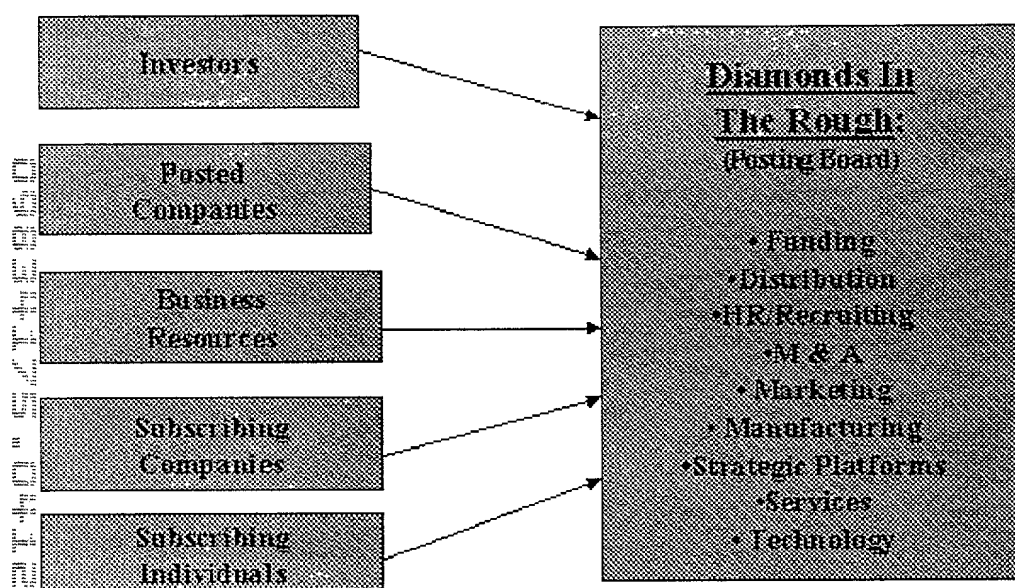 Investors
Posted
Companies
Business
Resources
Subscribing
Companies
Subscribing
Individuals
Diamonds In
The Rough:
(Posting Board)
• Funding
•Distribution
•HR/Recruiting
•M & A
• Marketing
• Manufacturing
•Strategic Platforms
•Services
• Technology